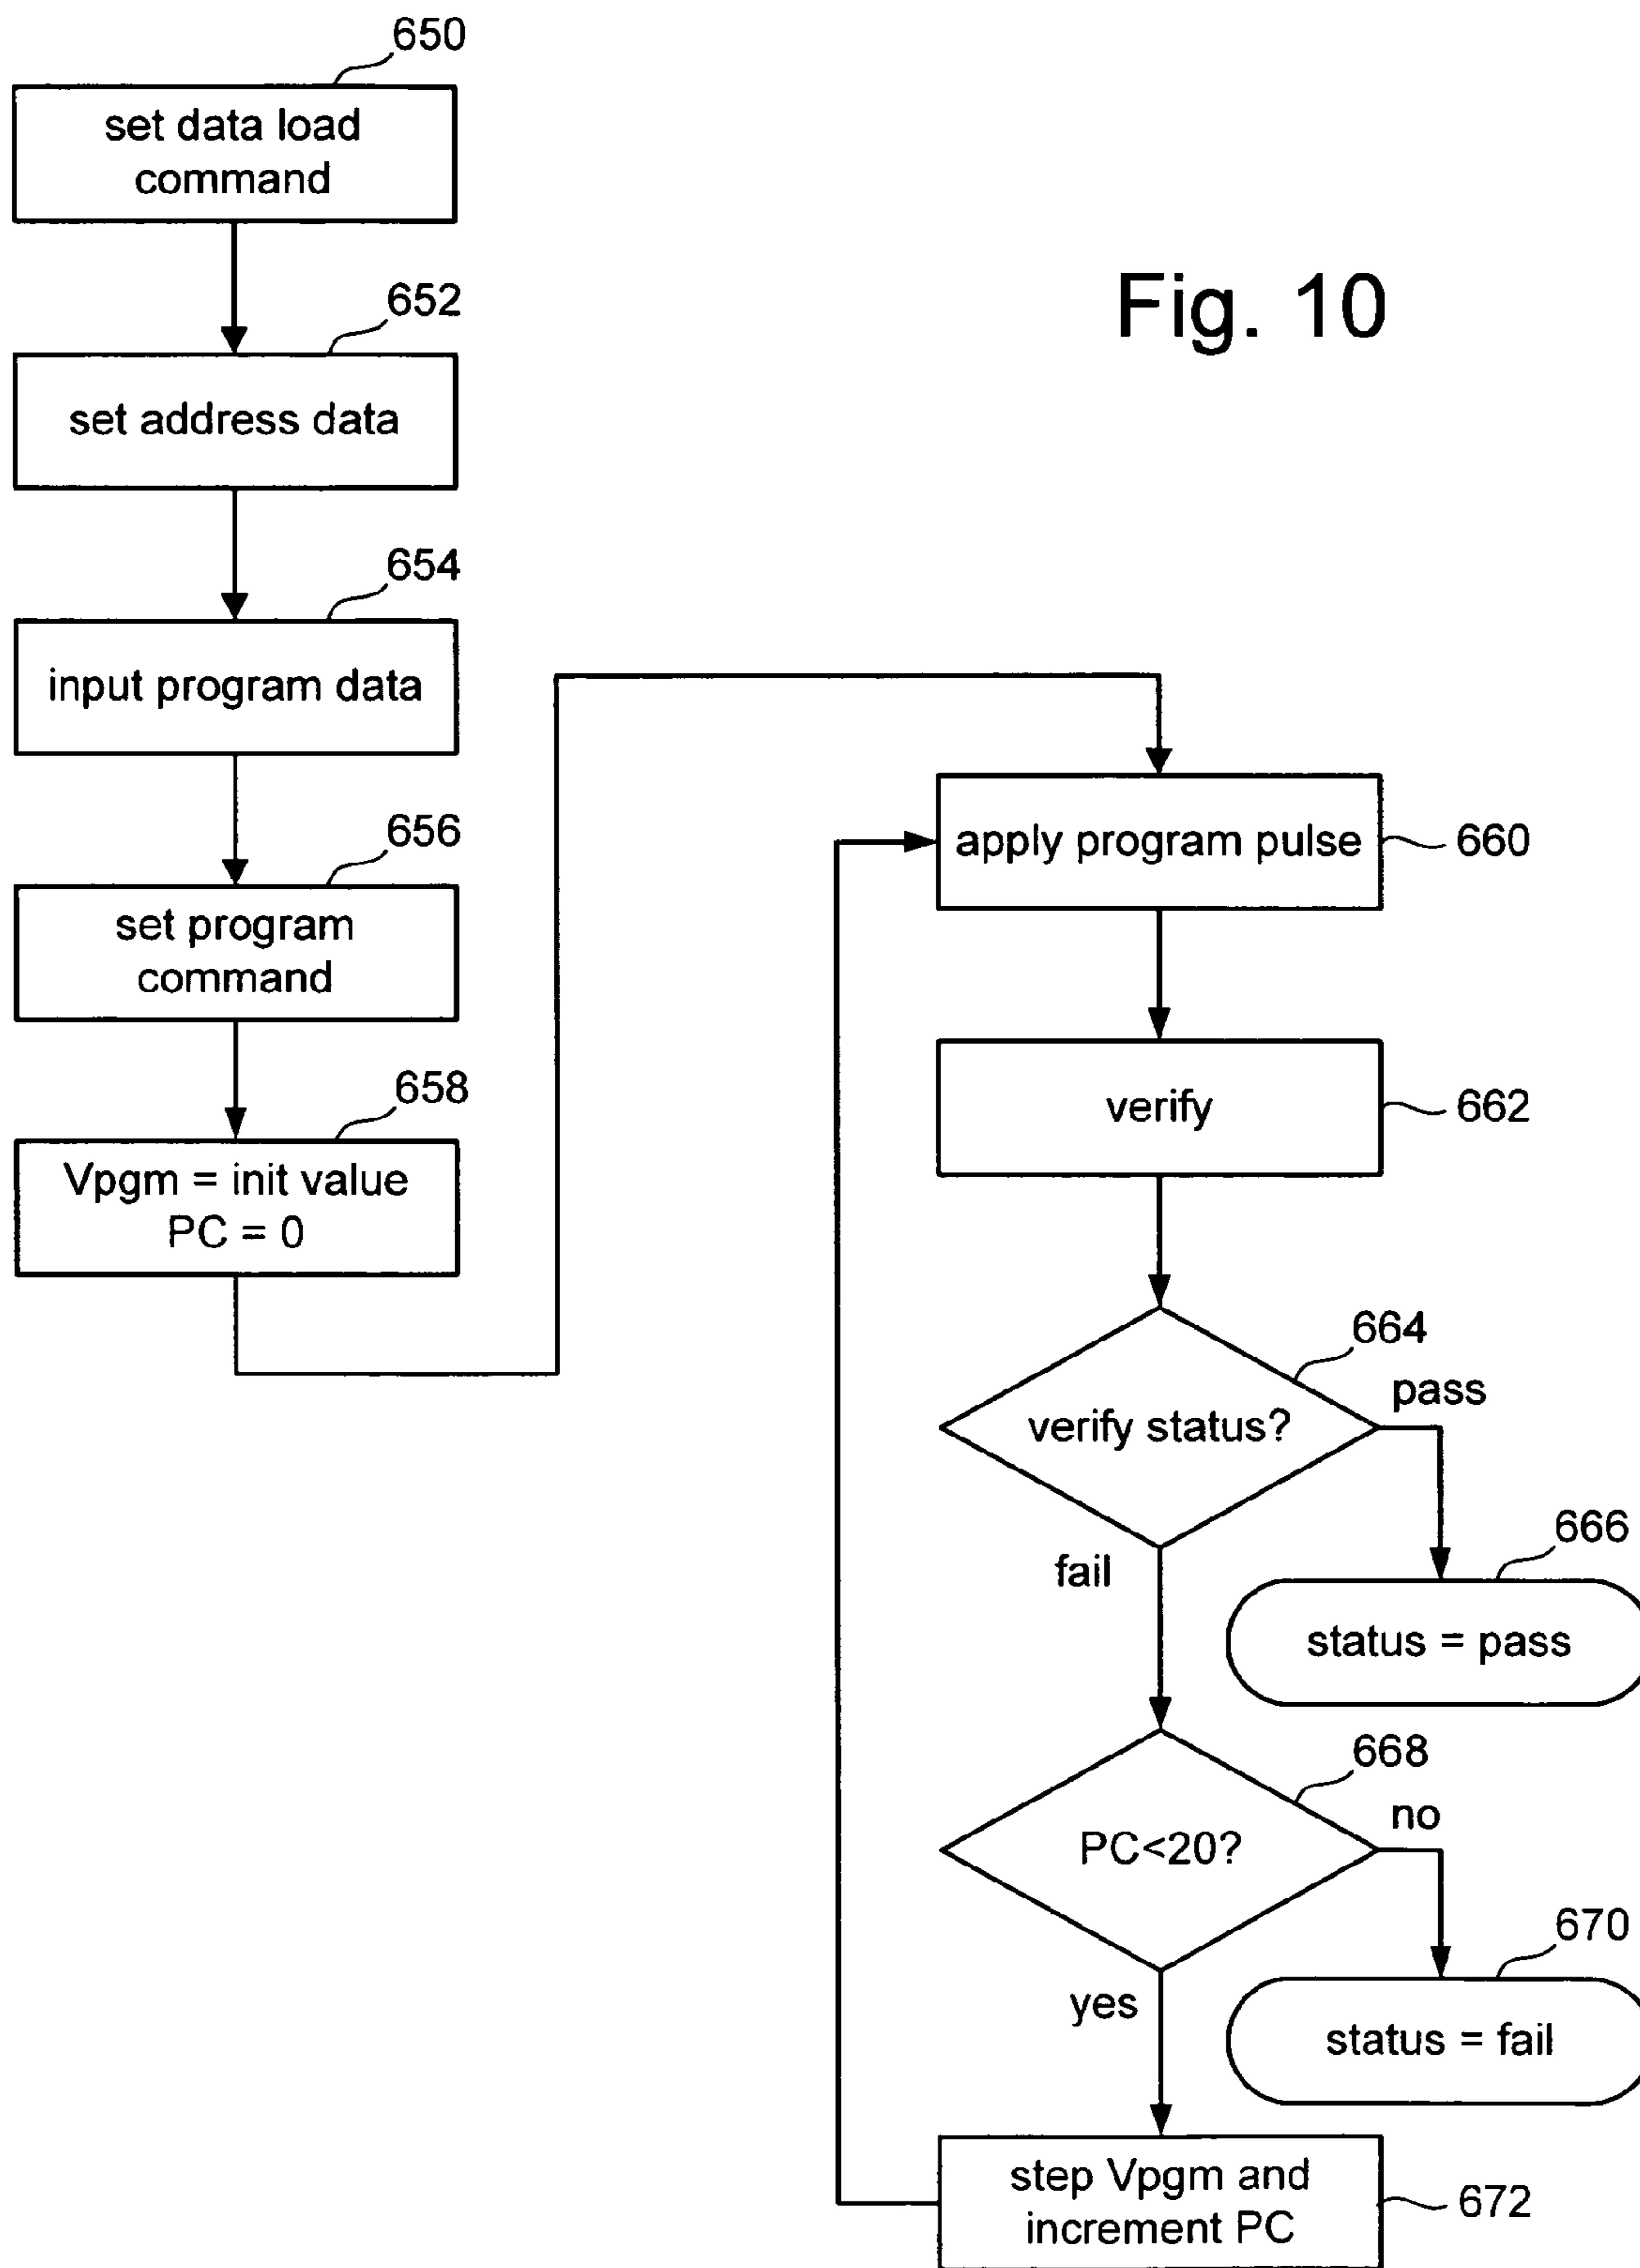 Fig. 10
650
set data load
command
652
set address data
654
input program data
656
set program
command
658
Vpgm = init value
PC = 0
apply program pulse
660
verify
662
664
verify status?
pass
fail
666
status = pass
668
PC<20?
no
yes
670
status = fail
step Vpgm and
increment PC
672